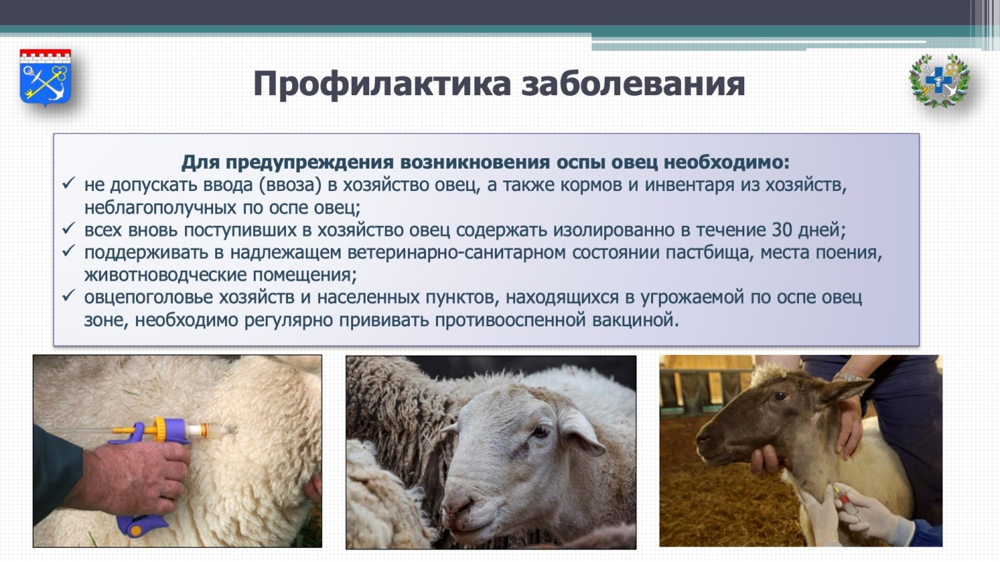 Профилактика заболевания
Для предупреждения возникновения оспы овец необходимо:
✓ не допускать ввода (ввоза) в хозяйство овец, а также кормов и инвентаря из хозяйств,
неблагополучных по оспе овец;
✓ всех вновь поступивших в хозяйство овец содержать изолированно в течение 30 дней;
✓ поддерживать в надлежащем ветеринарно-санитарном состоянии пастбища, места поения,
животноводческие помещения;
✓ овцепоголовье хозяйств и населенных пунктов, находящихся в угрожаемой по оспе овец
зоне, необходимо регулярно прививать противооспенной вакциной.